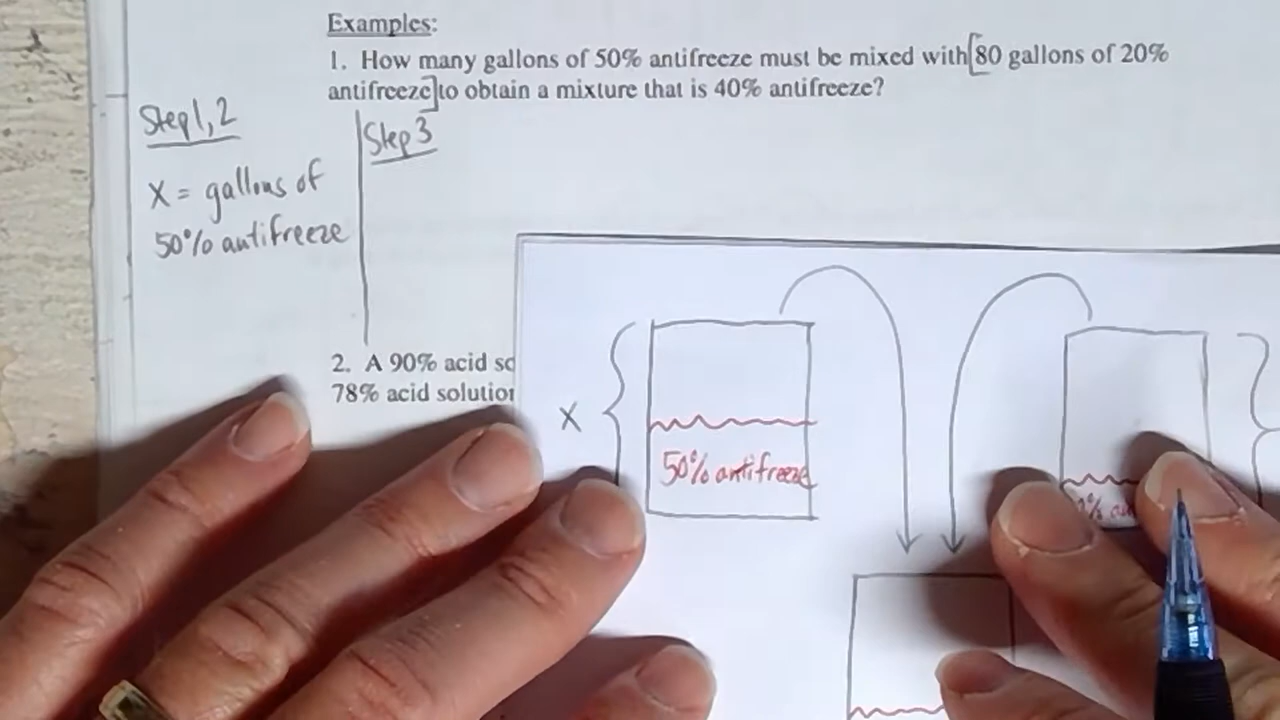 Examples:
1. How many gallons of 50% antifreeze must be mixed with [80 gallons of 20%
antifreeze] to obtain a mixture that is 40% antifreeze?
Step 1, 2
Step 3
X = gallons of
50% antifreeze
2. A 90% acid
78% acid
X
50% antifreeze